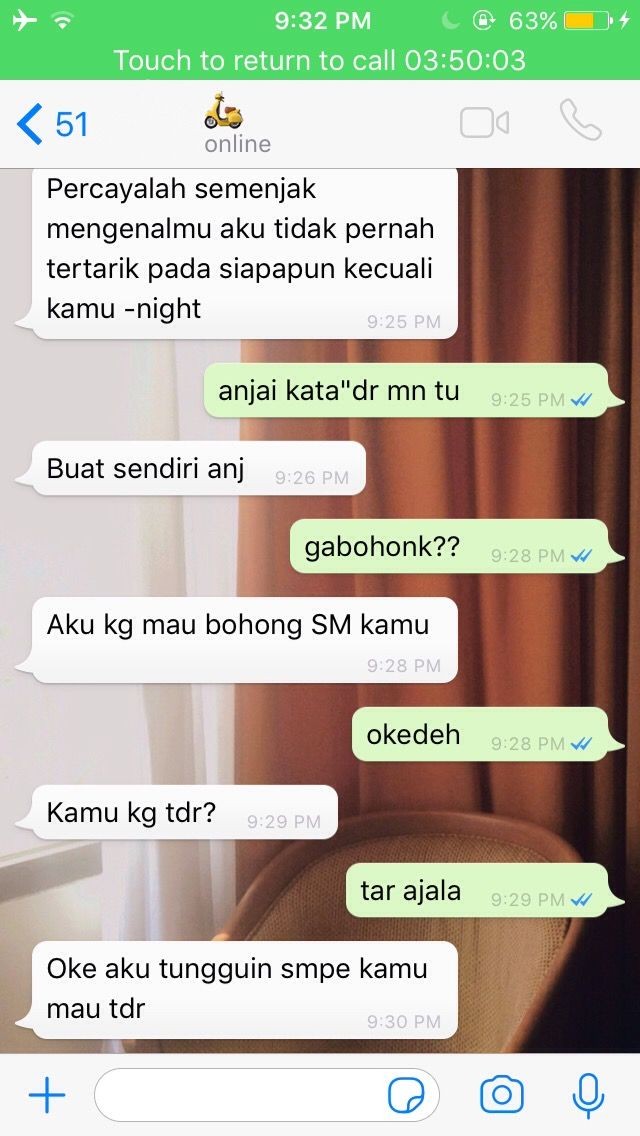 9:32 PM
63%
Touch to return to call 03:50:03
51
online
Percayalah semenjak
mengenalmu aku tidak pernah
tertarik pada siapapun kecuali
kamu -night
9:25 PM
anjai kata"dr mn tu
9:25 PM
Buat sendiri anj
9:26 PM
gabohonk??
9:28 PM
Aku kg mau bohong SM kamu
9:28 PM
okedeh
9:28 PM
Kamu kg tdr?
9:29 PM
tar ajala
9:29 PM
Oke aku tungguin smpe kamu
mau tdr
9:30 PM